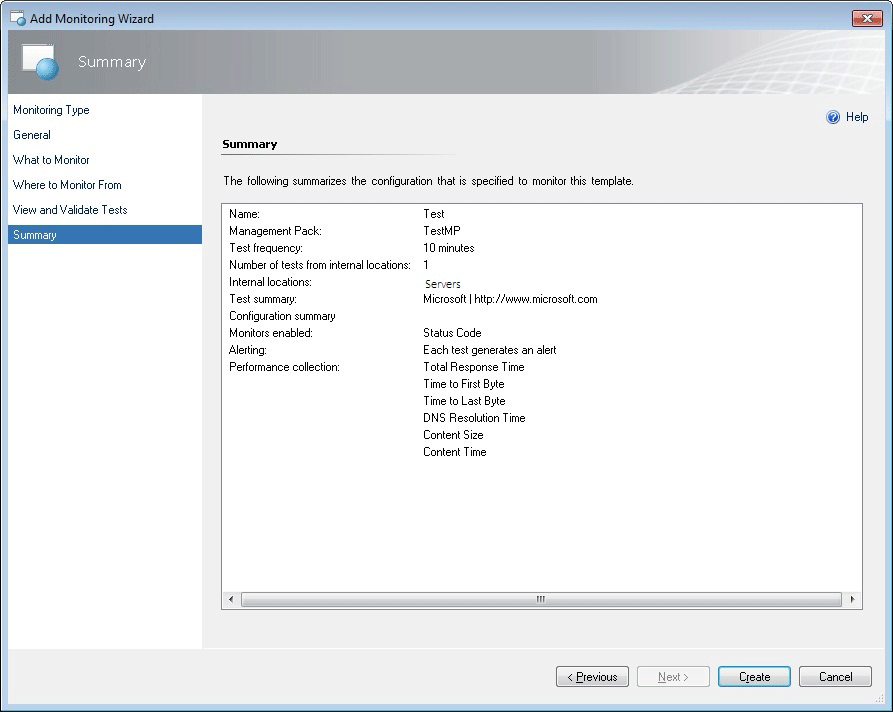 Add Monitoring Wizard
Summary
Monitoring Type
General
What to Monitor
Where to Monitor From
View and Validate Tests
Summary
Help
Summary
The following summarizes the configuration that is specified to monitor this template.
Name: Test
Management Pack: TestMP
Test frequency: 10 minutes
Number of tests from internal locations: 1
Internal locations: Servers
Test summary: Microsoft | http://www.microsoft.com
Configuration summary
Monitors enabled: Status Code
Alerting: Each test generates an alert
Performance collection: Total Response Time
Time to First Byte
Time to Last Byte
DNS Resolution Time
Content Size
Content Time
< Previous Next > Create Cancel